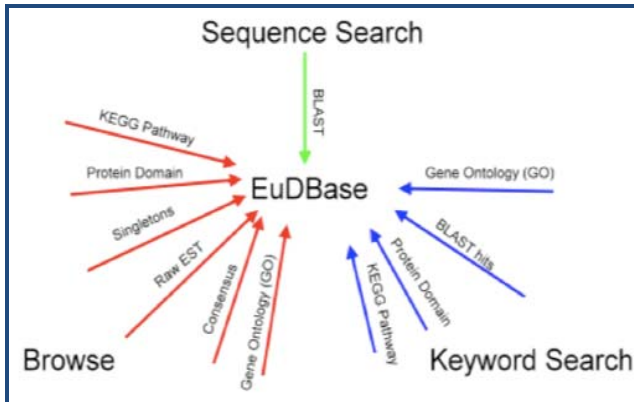 Sequence Search
BLAST
KEGG Pathway
Protein Domain
Singletons
Raw EST
Consensus
Gene Ontology (GO)
EuDBase
Gene Ontology (GO)
BLAST hits
Protein Domain
KEGG Pathway
Browse
Keyword Search